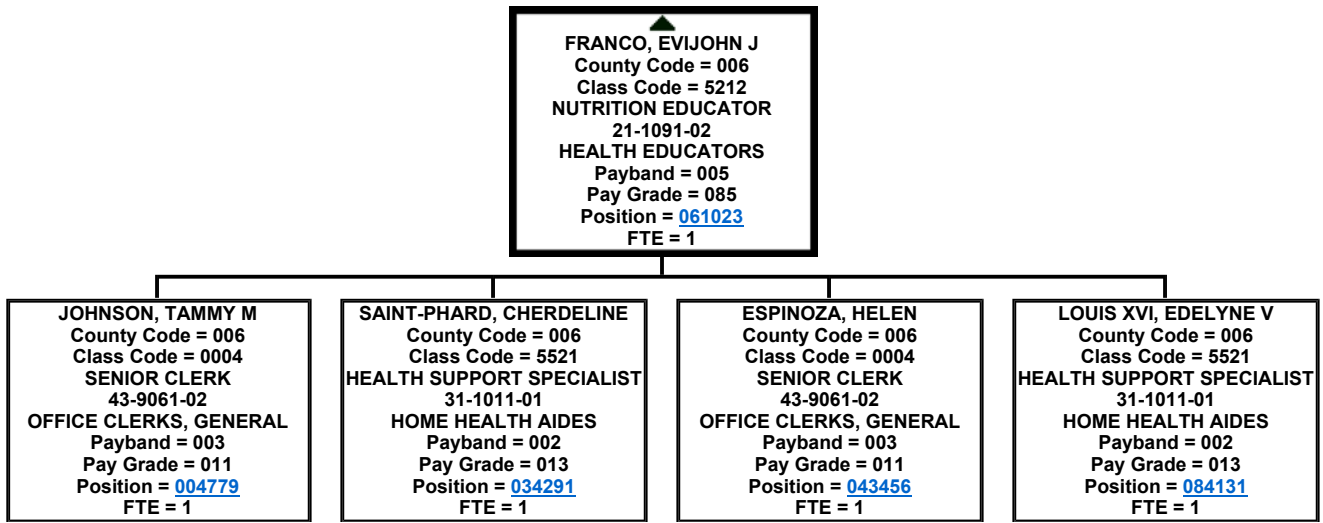 FRANCO, EVIJOHN J
County Code = 006
Class Code = 5212
NUTRITION EDUCATOR
21-1091-02
HEALTH EDUCATORS
Payband = 005
Pay Grade = 085
Position = 061023
FTE = 1
JOHNSON, TAMMY M
County Code = 006
Class Code = 0004
SENIOR CLERK
43-9061-02
OFFICE CLERKS, GENERAL
Payband = 003
Pay Grade = 011
Position = 004779
FTE = 1
SAINT-PHARD, CHERDELINE
County Code = 006
Class Code = 5521
HEALTH SUPPORT SPECIALIST
31-1011-01
HOME HEALTH AIDES
Payband = 002
Pay Grade = 013
Position = 034291
FTE = 1
ESPINOZA, HELEN
County Code = 006
Class Code = 0004
SENIOR CLERK
43-9061-02
OFFICE CLERKS, GENERAL
Payband = 003
Pay Grade = 011
Position = 043456
FTE = 1
LOUIS XVI, EDELYNE V
County Code = 006
Class Code = 5521
HEALTH SUPPORT SPECIALIST
31-1011-01
HOME HEALTH AIDES
Payband = 002
Pay Grade = 013
Position = 084131
FTE = 1